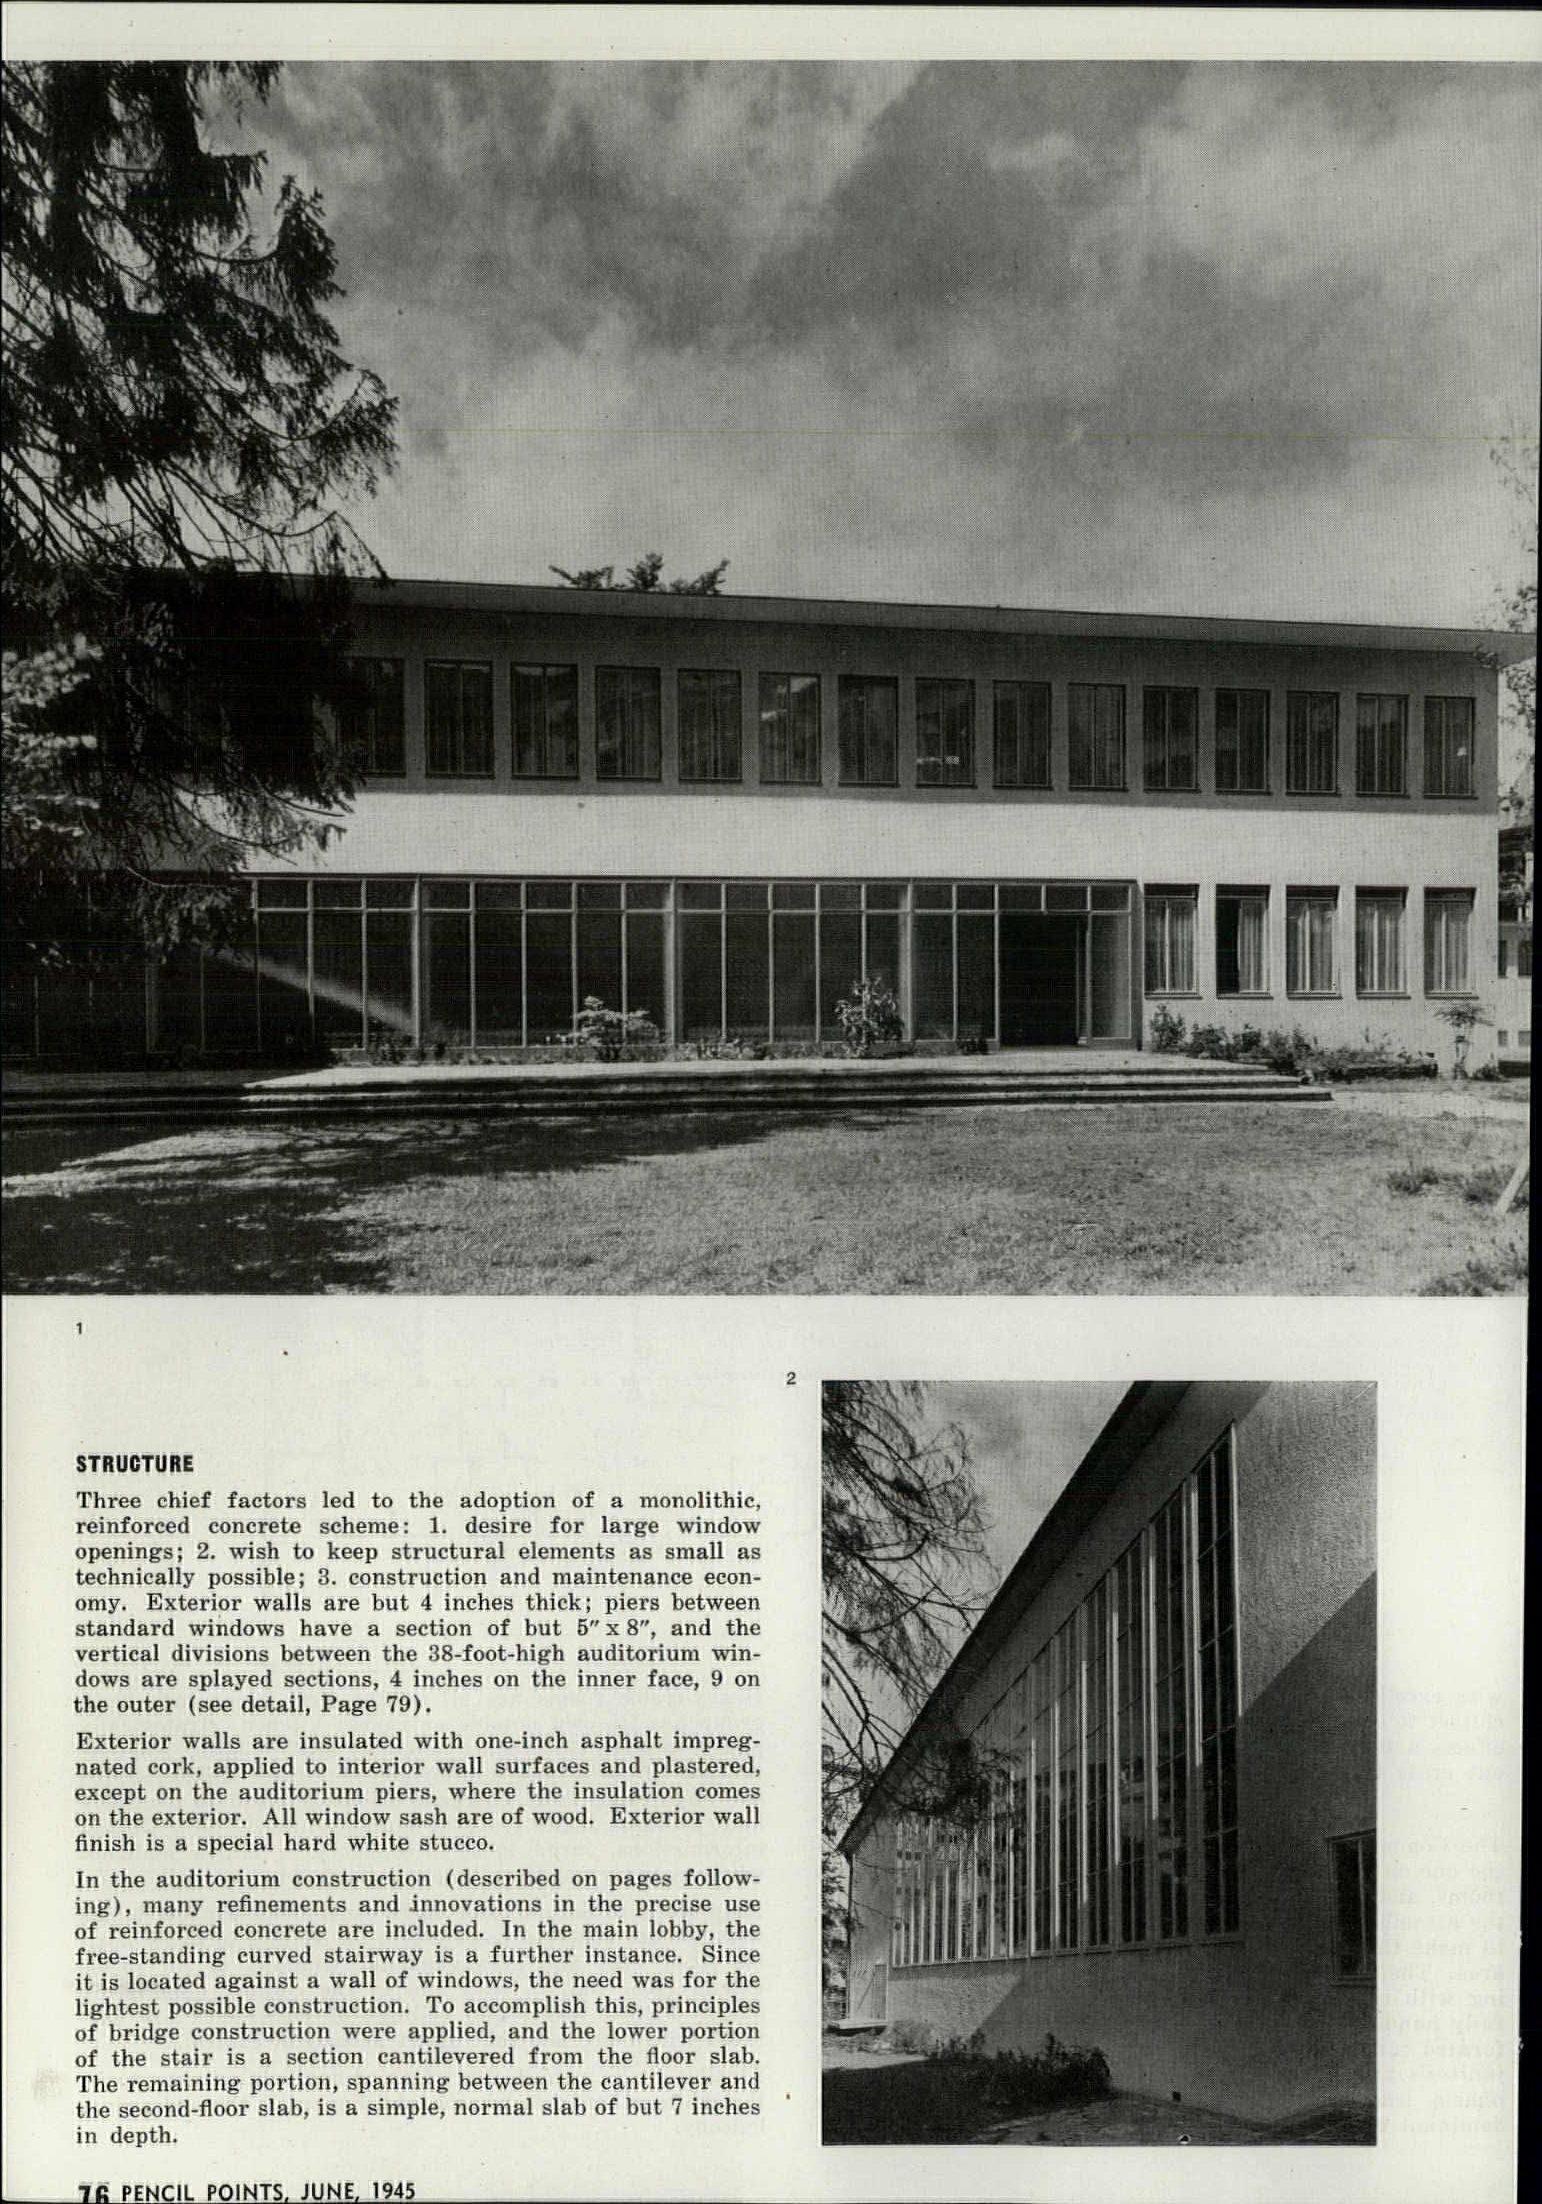 1
2
STRUCTURE
Three chief factors led to the adoption of a monolithic,
reinforced concrete scheme: 1. desire for large window
openings; 2. wish to keep structural elements as small as
technically possible; 3. construction and maintenance econ-
omy. Exterior walls are but 4 inches thick; piers between
standard windows have a section of but 5" x 8", and the
vertical divisions between the 38-foot-high auditorium win-
dows are splayed sections, 4 inches on the inner face, 9 on
the outer (see detail, Page 79).
Exterior walls are insulated with one-inch asphalt impreg-
nated cork, applied to interior wall surfaces and plastered,
except on the auditorium piers, where the insulation comes
on the exterior. All window sash are of wood. Exterior wall
finish is a special hard white stucco.
In the auditorium construction (described on pages follow-
ing), many refinements and innovations in the precise use
of reinforced concrete are included. In the main lobby, the
free-standing curved stairway is a further instance. Since
it is located against a wall of windows, the need was for the
lightest possible construction. To accomplish this, principles
of bridge construction were applied, and the lower portion
of the stair is a section cantilevered from the floor slab.
The remaining portion, spanning between the cantilever and
the second-floor slab, is a simple, normal slab of but 7 inches
in depth.
76 PENCIL POINTS, JUNE, 1945